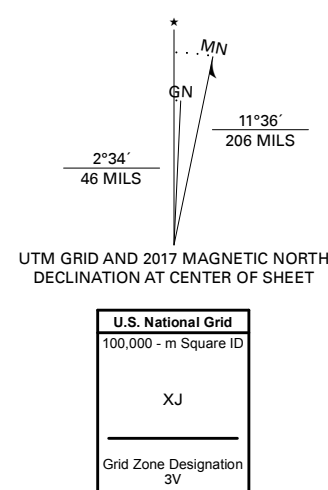 ★
MN
GN
11°36´
206 MILS
2°34´
46 MILS
UTM GRID AND 2017 MAGNETIC NORTH
DECLINATION AT CENTER OF SHEET
U.S. National Grid
100,000 - m Square ID
XJ
Grid Zone Designation
3V